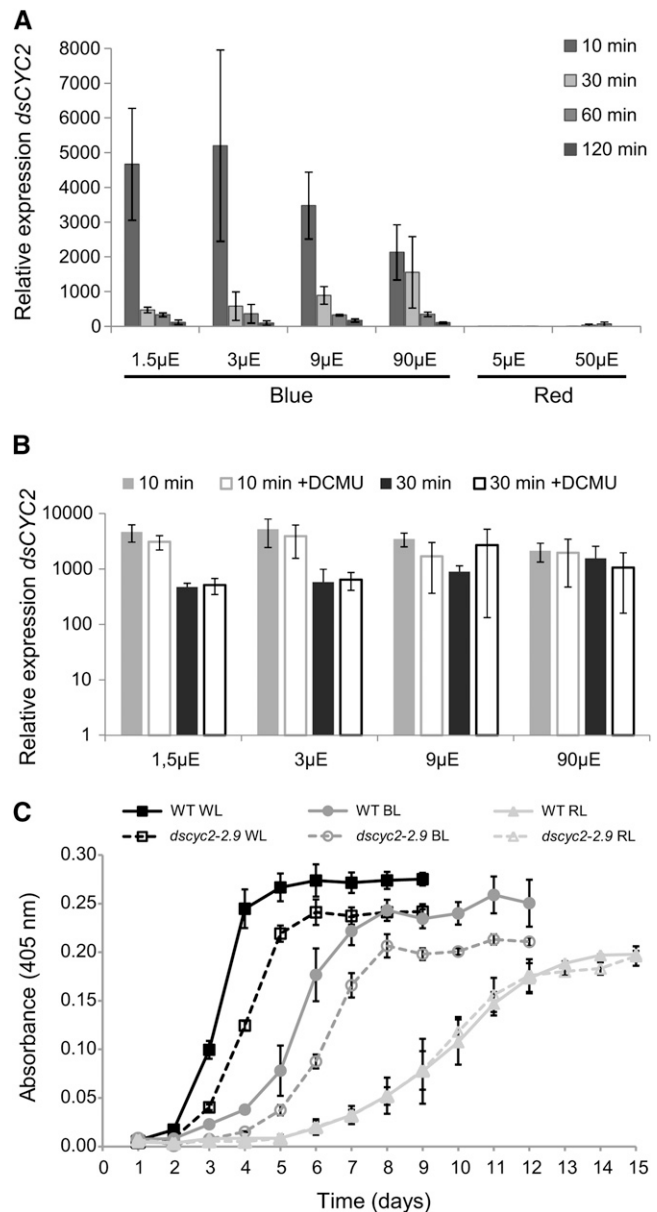 A
Relative expression dsCYC2
8000
7000
6000
5000
4000
3000
2000
1000
0
10 min
30 min
60 min
120 min
1.5µE 3µE 9µE 90µE 5µE 50µE
Blue Red
B
10 min 10 min +DCMU 30 min 30 min +DCMU
Relative expression dsCYC2
10000
1000
100
10
1
1,5µE 3µE 9µE 90µE
C
WT WL WT BL WT RL
dscyc2-2.9 WL dscyc2-2.9 BL dscyc2-2.9 RL
Absorbance (405 nm)
0.30
0.25
0.20
0.15
0.10
0.05
0.00
0 1 2 3 4 5 6 7 8 9 10 11 12 13 14 15
Time (days)